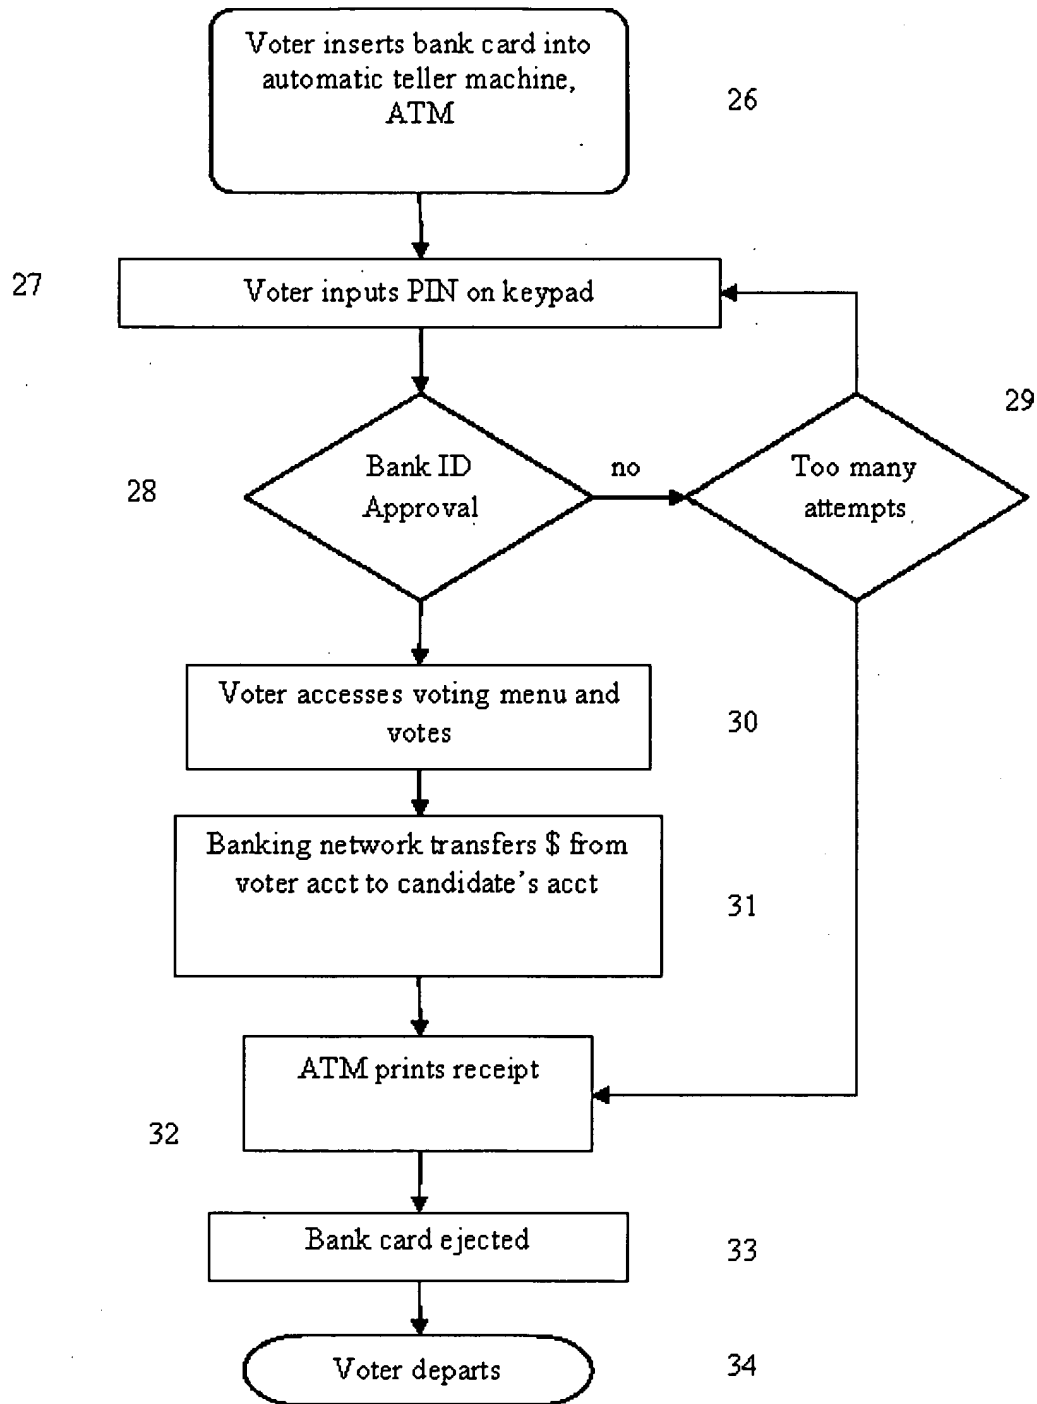 Voter inserts bank card into
automatic teller machine,
ATM
26
27
Voter inputs PIN on keypad
29
28
Bank ID
Approval
no
Too many
attempts
Voter accesses voting menu and
votes
30
Banking network transfers $ from
voter acct to candidate's acct
31
ATM prints receipt
32
Bank card ejected
33
Voter departs
34